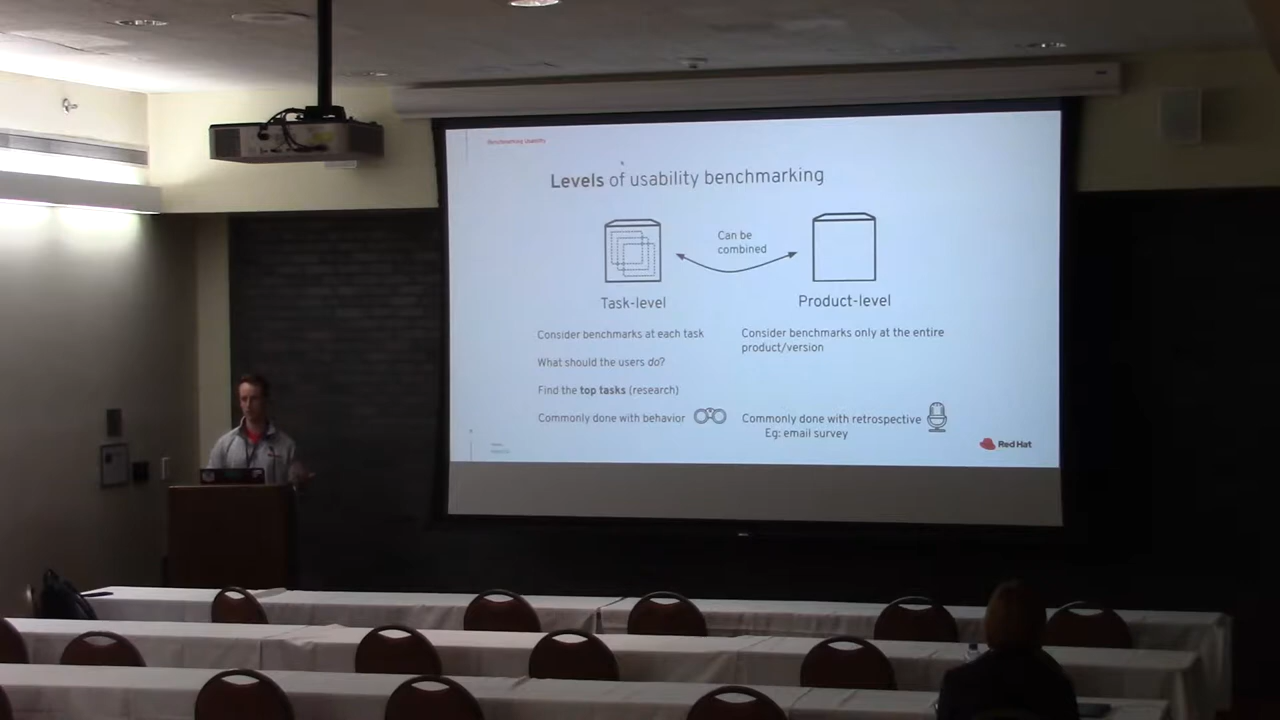 Benchmarking Usability
Levels of usability benchmarking
Can be
combined
Task-level
Product-level
Consider benchmarks at each task
What should the users do?
Find the top tasks (research)
Commonly done with behavior
Consider benchmarks only at the entire
product/version
Commonly done with retrospective
Eg: email survey
Red Hat